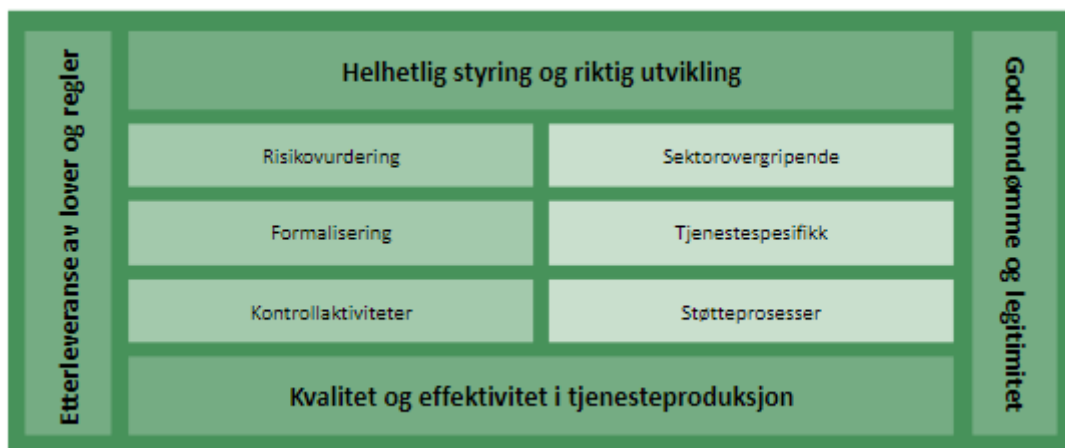 Etterleveranse av lover og regler
Helhetlig styring og riktig utvikling
Risikovurdering
Sektorovergripende
Formalisering
Tjenestespesifikk
Kontrollaktiviteter
Støtteprosesser
Kvalitet og effektivitet i tjenesteproduksjon
Godt omdømme og legitimitet